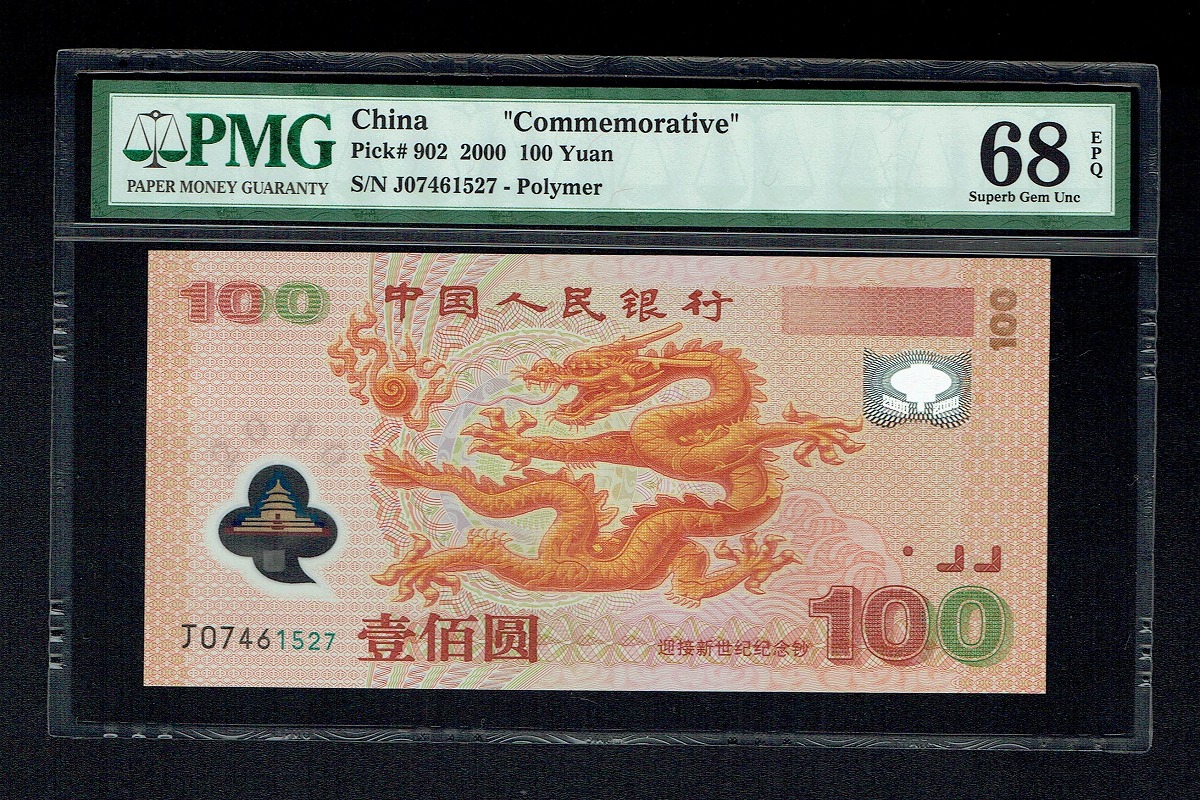 PMG
PAPER MONEY GUARANTY
China "Commemorative"
Pick# 902 2000 100 Yuan
S/N J07461527 - Polymer
68
EPQ
Superb Gem Unc
100
中国人民银行
100
J07461527
壹佰圆
迎接新世纪纪念钞
100